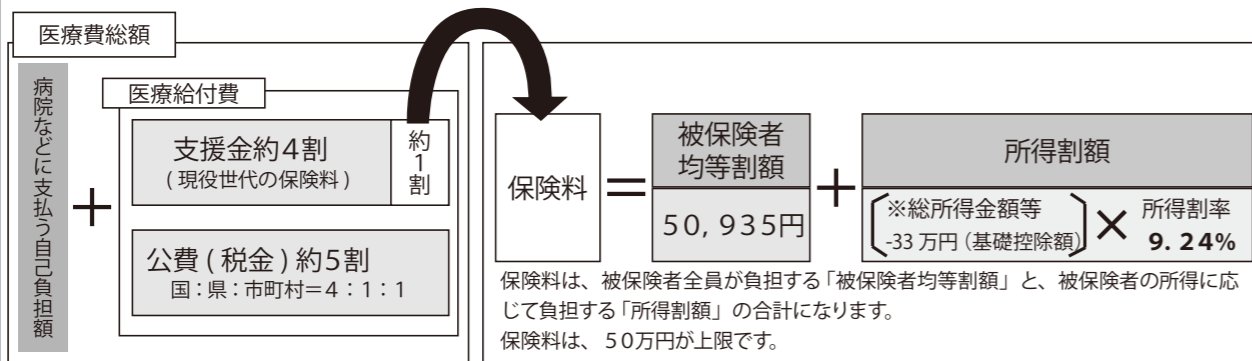 医療費総額
病院などに支払う自己負担額
+
医療給付費
支援金約4割
(現役世代の保険料)
約1割
公費(税金)約5割
国:県:市町村=4:1:1
保険料
=
被保険者
均等割額
50,935円
+
所得割額
※総所得金額等
-33万円(基礎控除額)
×
所得割率
9.24%
保険料は、被保険者全員が負担する「被保険者均等割額」と、被保険者の所得に応
じて負担する「所得割額」の合計になります。
保険料は、50万円が上限です。